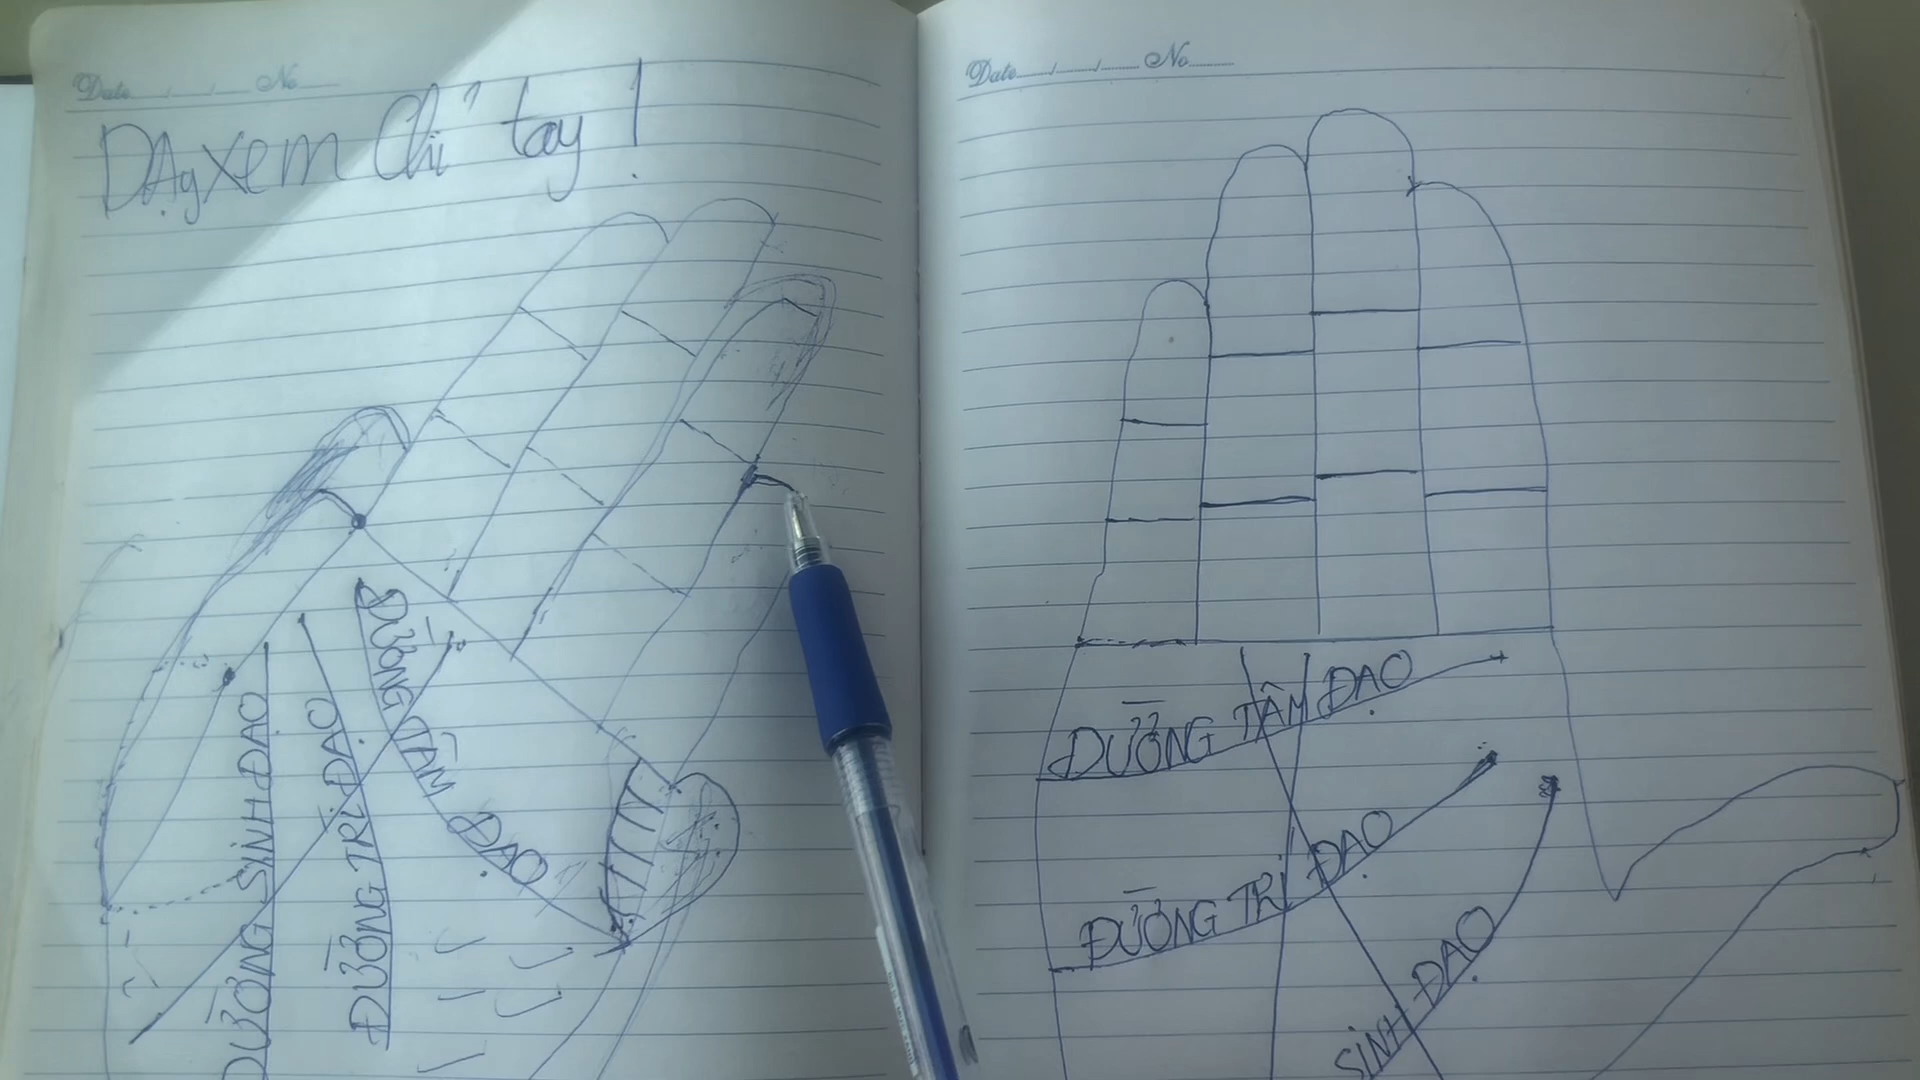 Date / / No
DẠy xem Chỉ tay !
ĐƯỜNG SINH ĐẠO
ĐƯỜNG TRÍ ĐẠO
ĐƯỜNG TÂM ĐẠO
Date / / No
ĐƯỜNG TÂM ĐẠO
ĐƯỜNG TRÍ ĐẠO
SINH ĐẠO